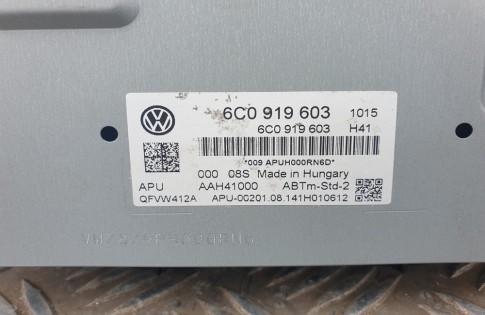 6C0 919 603 1015
6C0 919 603 H41
*009 APUH000RN6D*
000 08S Made in Hungary
APU AAH41000 ABTm-Std-2
QFVW412A APU-00201.08.141H010612